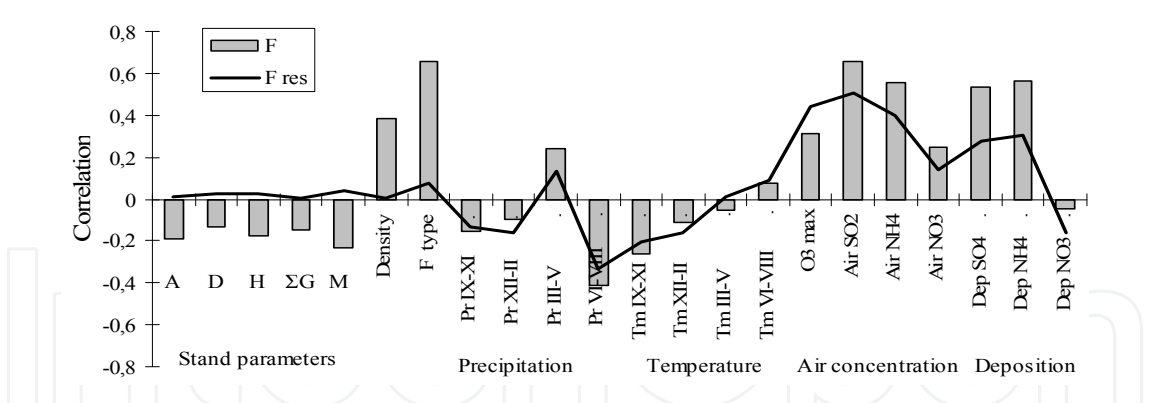 0,8
0,6
0,4
0,2
0
-0,2
-0,4
-0,6
-0,8
Correlation
F
F res
A
D
H
ΣG
M
Density
F type
Pr IX-XI
Pr XII-II
Pr III-V
Pr VI-VIII
Tm IX-XI
Tm XII-II
Tm III-V
Tm VI-VIII
O3 max
Air SO2
Air NH4
Air NO3
Dep SO4
Dep NH4
Dep NO3
Stand parameters
Precipitation
Temperature
Air concentration
Deposition